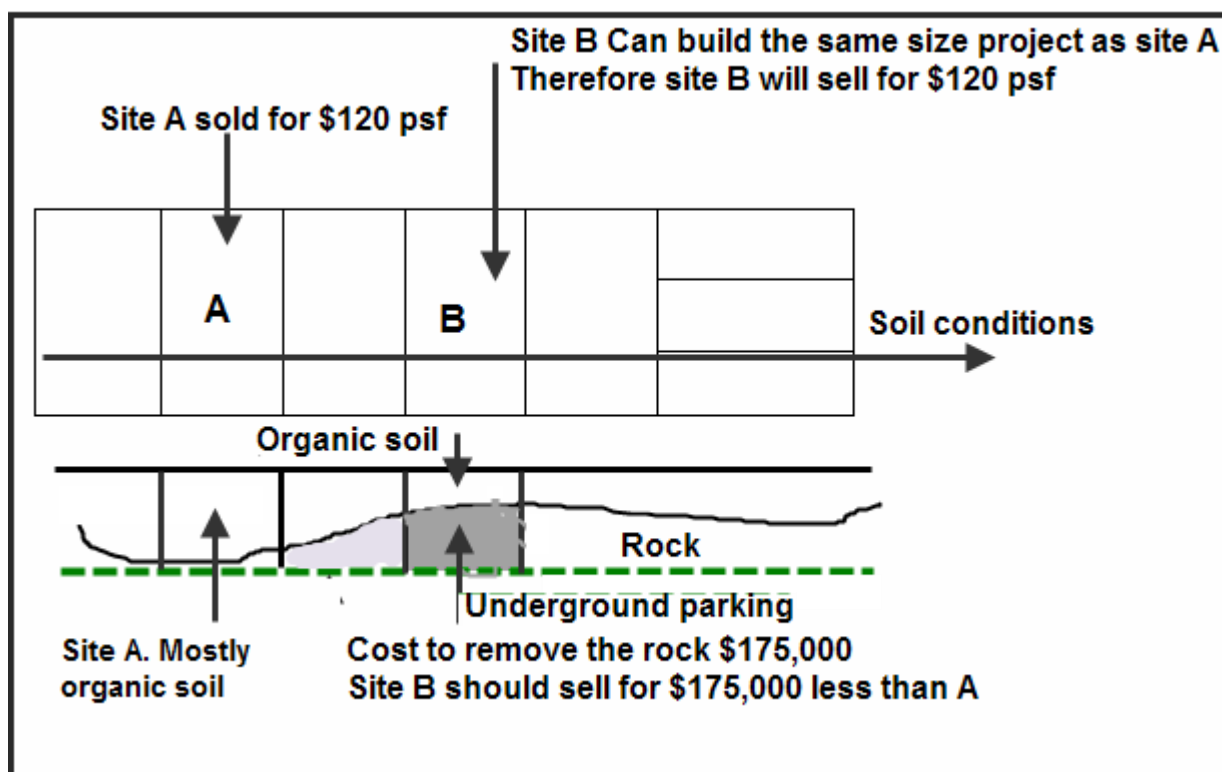 Site B Can build the same size project as site A
Therefore site B will sell for $120 psf
Site A sold for $120 psf
A
B
Soil conditions
Organic soil
Rock
Underground parking
Site A. Mostly
organic soil
Cost to remove the rock $175,000
Site B should sell for $175,000 less than A